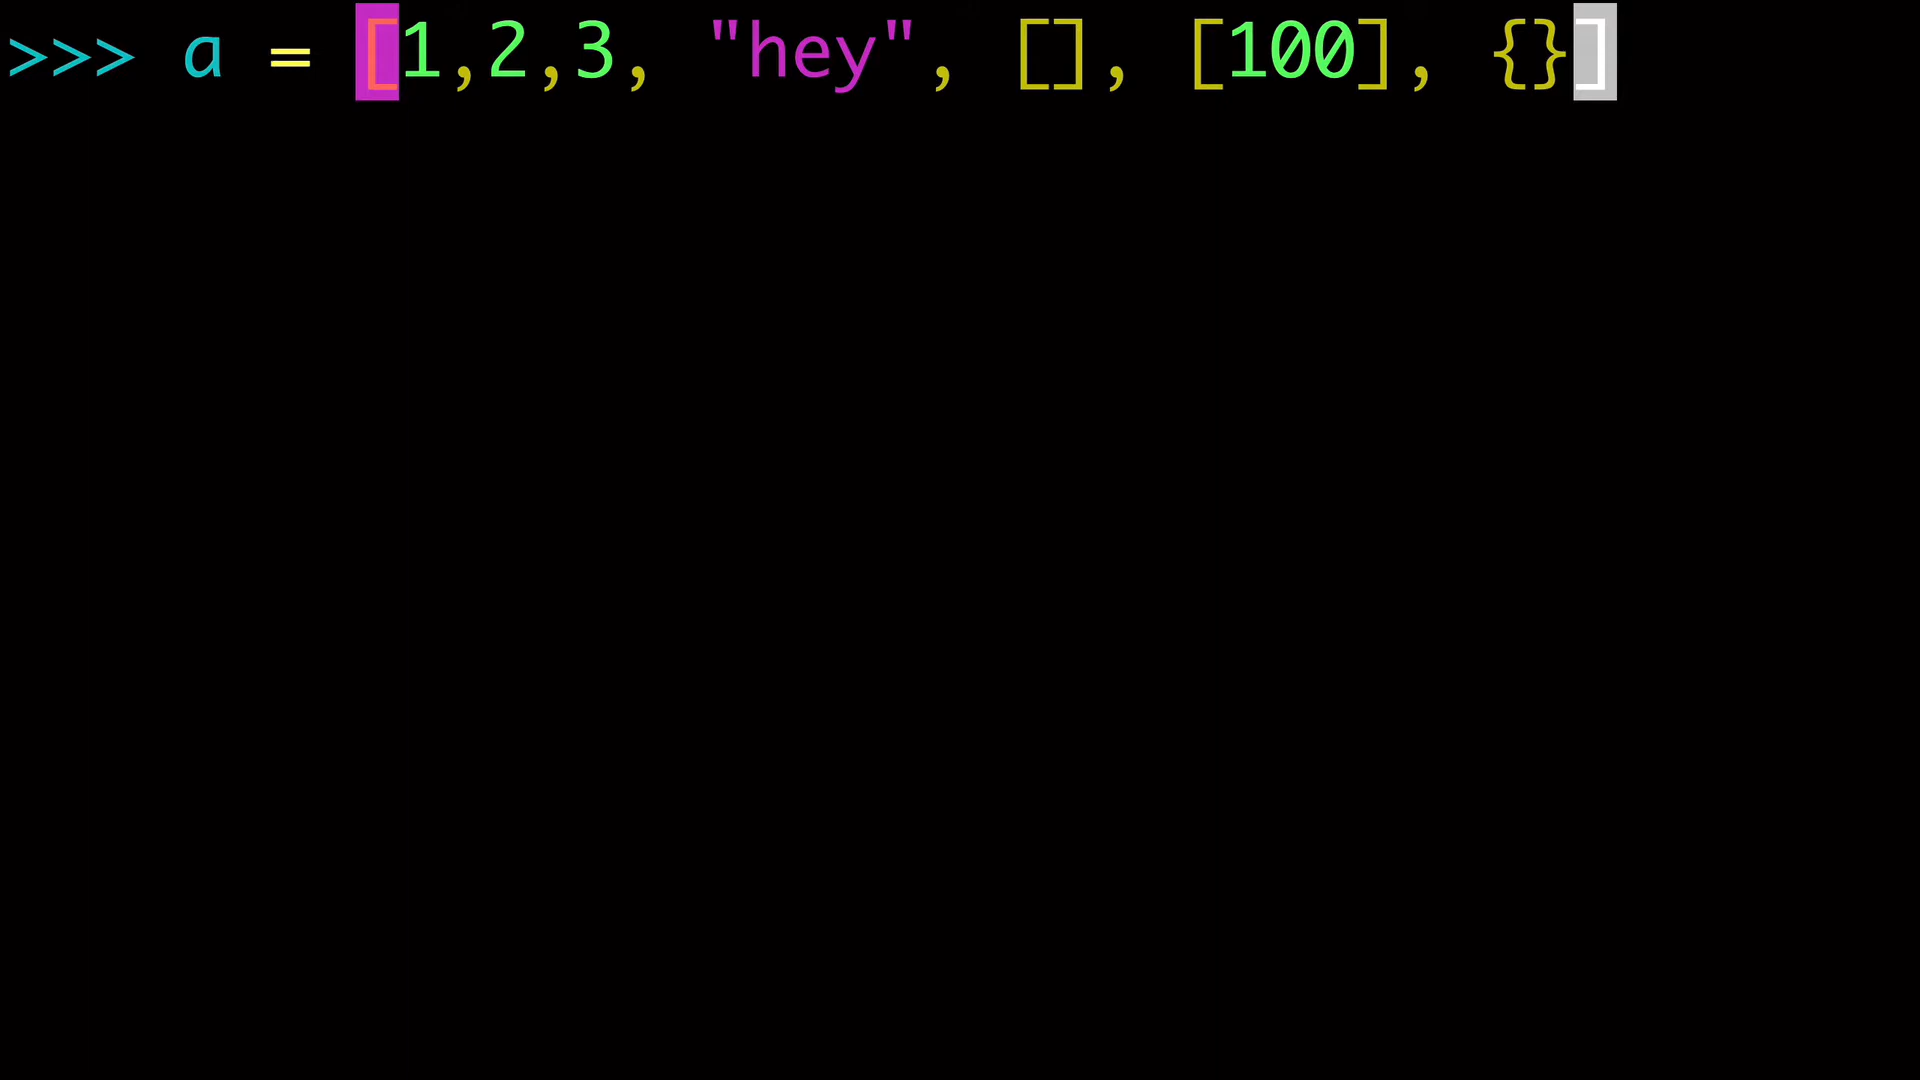 >>> a = [1,2,3, "hey", [], [100], {}]